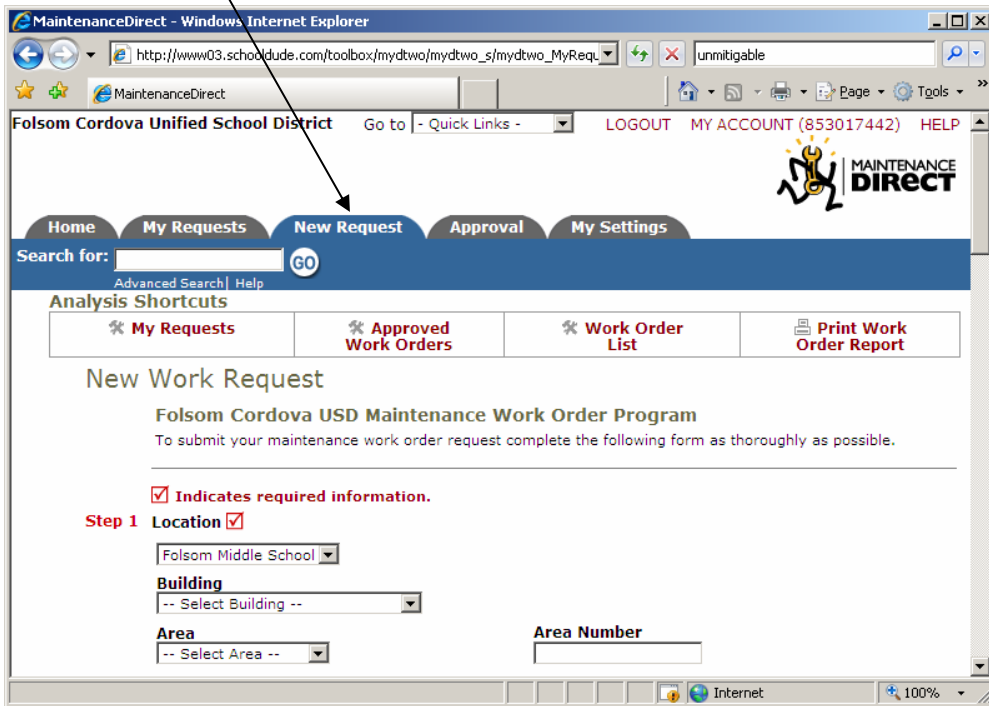 MaintenanceDirect - Windows Internet Explorer
http://www03.schooldude.com/toolbox/mydtwo/mydtwo_s/mydtwo_MyRequ unmitigable
MaintenanceDirect Page Tools »
Folsom Cordova Unified School District Go to - Quick Links - LOGOUT MY ACCOUNT (853017442) HELP
MAINTENANCE
DIRECT
Home My Requests New Request Approval My Settings
Search for: GO
Advanced Search| Help
Analysis Shortcuts
My Requests Approved Work Order Print Work
Work Orders List Order Report
New Work Request
Folsom Cordova USD Maintenance Work Order Program
To submit your maintenance work order request complete the following form as thoroughly as possible.
Indicates required information.
Step 1 Location
Folsom Middle School
Building
-- Select Building --
Area Area Number
-- Select Area --
Internet 100%